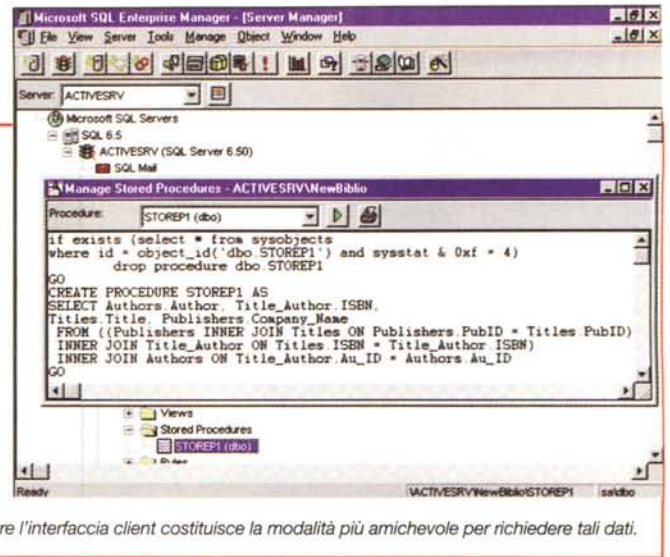 Microsoft SQL Enterprise Manager - [Server Manager]
File View Server Tools Manage Object Window Help
Server: ACTIVESRV
Microsoft SQL Servers
SQL 6.5
ACTIVESRV (SQL Server 6.50)
SQL Mail
Manage Stored Procedures - ACTIVESRV\NewBiblio
Procedure: STOREP1 (dbo)
if exists (select * from sysobjects
where id = object_id('dbo.STOREP1') and sysstat & 0xf = 4)
drop procedure dbo.STOREP1
GO
CREATE PROCEDURE STOREP1 AS
SELECT Authors.Author, Title_Author.ISBN,
Titles.Title, Publishers.Company_Name
FROM ((Publishers INNER JOIN Titles ON Publishers.PubID = Titles.PubID)
INNER JOIN Title_Author ON Titles.ISBN = Title_Author.ISBN)
INNER JOIN Authors ON Title_Author.Au_ID = Authors.Au_ID
GO
Views
Stored Procedures
STOREP1 (dbo)
Rules
Ready \ACTIVESRV\NewBiblio\STOREP1 sa\dbo
re l'interfaccia client costituisce la modalità più amichevole per richiedere tali dati.